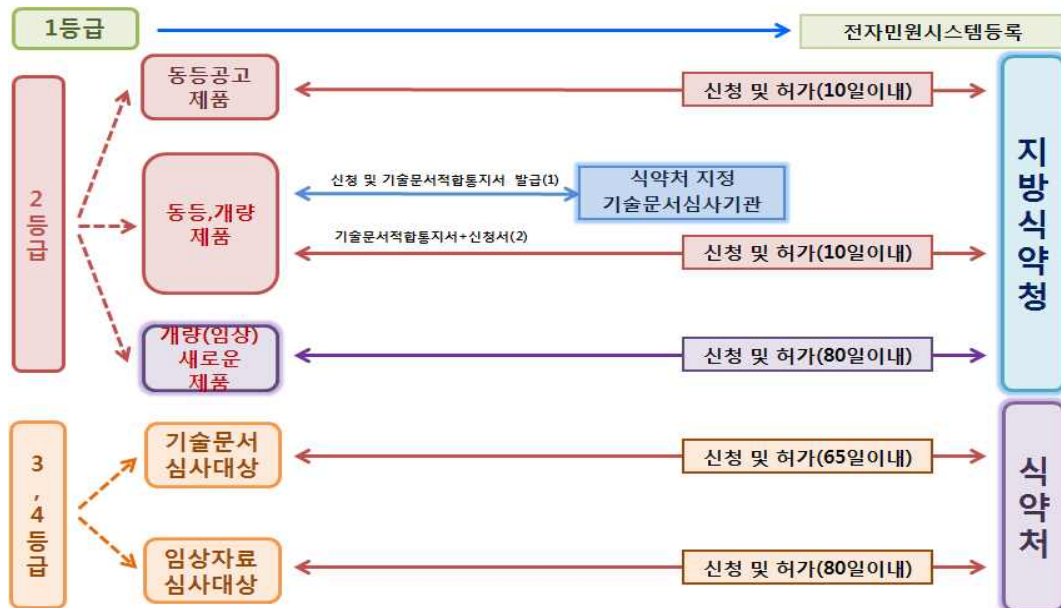 1등급
전자민원시스템등록
2등급
동등공고
제품
신청 및 허가(10일이내)
동등,개량
제품
신청 및 기술문서적합통지서 발급(1)
식약처 지정
기술문서심사기관
기술문서적합통지서+신청서(2)
신청 및 허가(10일이내)
개량(임상)
새로운
제품
신청 및 허가(80일이내)
지방식약청
3,4등급
기술문서
심사대상
신청 및 허가(65일이내)
임상자료
심사대상
신청 및 허가(80일이내)
식약처